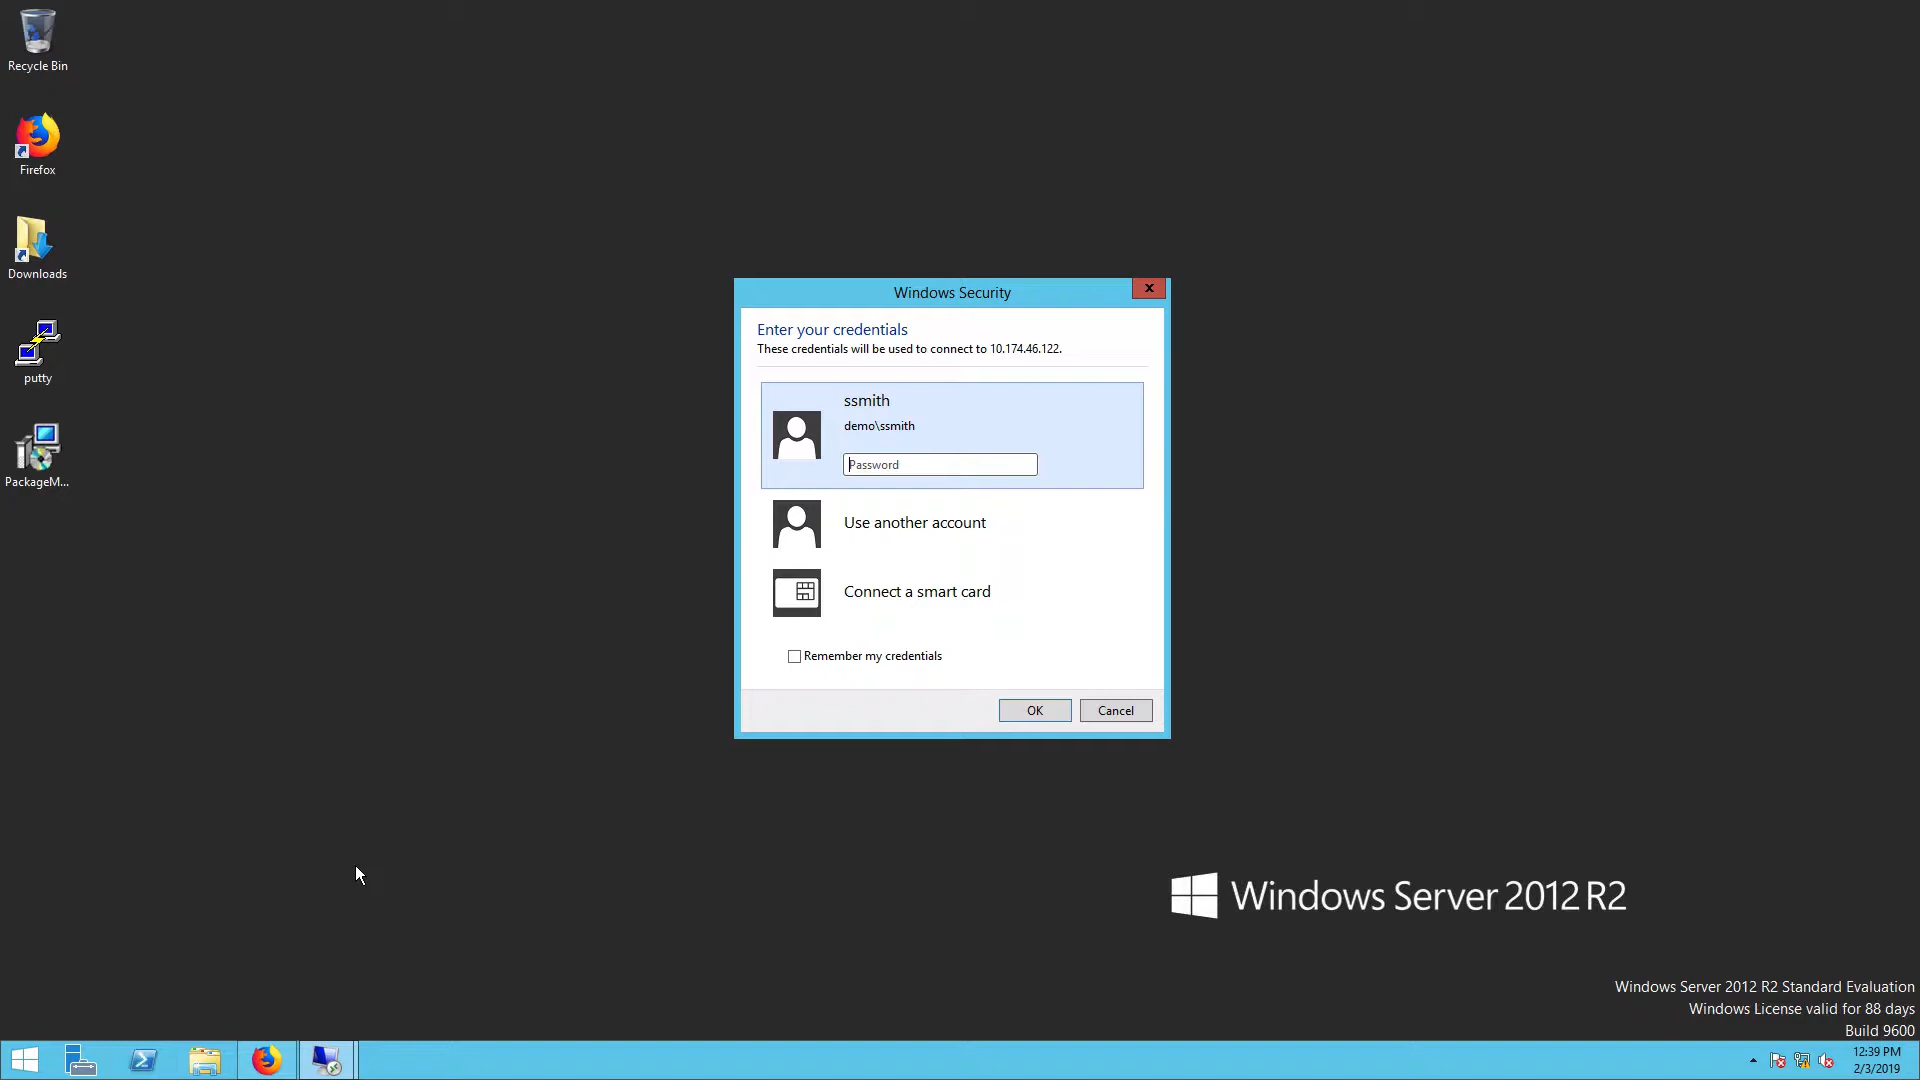 Recycle Bin
Firefox
Downloads
putty
PackageM...
Windows Security
x
Enter your credentials
These credentials will be used to connect to 10.174.46.122.
ssmith
demo\ssmith
Password
Use another account
Connect a smart card
Remember my credentials
OK
Cancel
Windows Server 2012 R2
Windows Server 2012 R2 Standard Evaluation
Windows License valid for 88 days
Build 9600
12:39 PM
2/3/2019